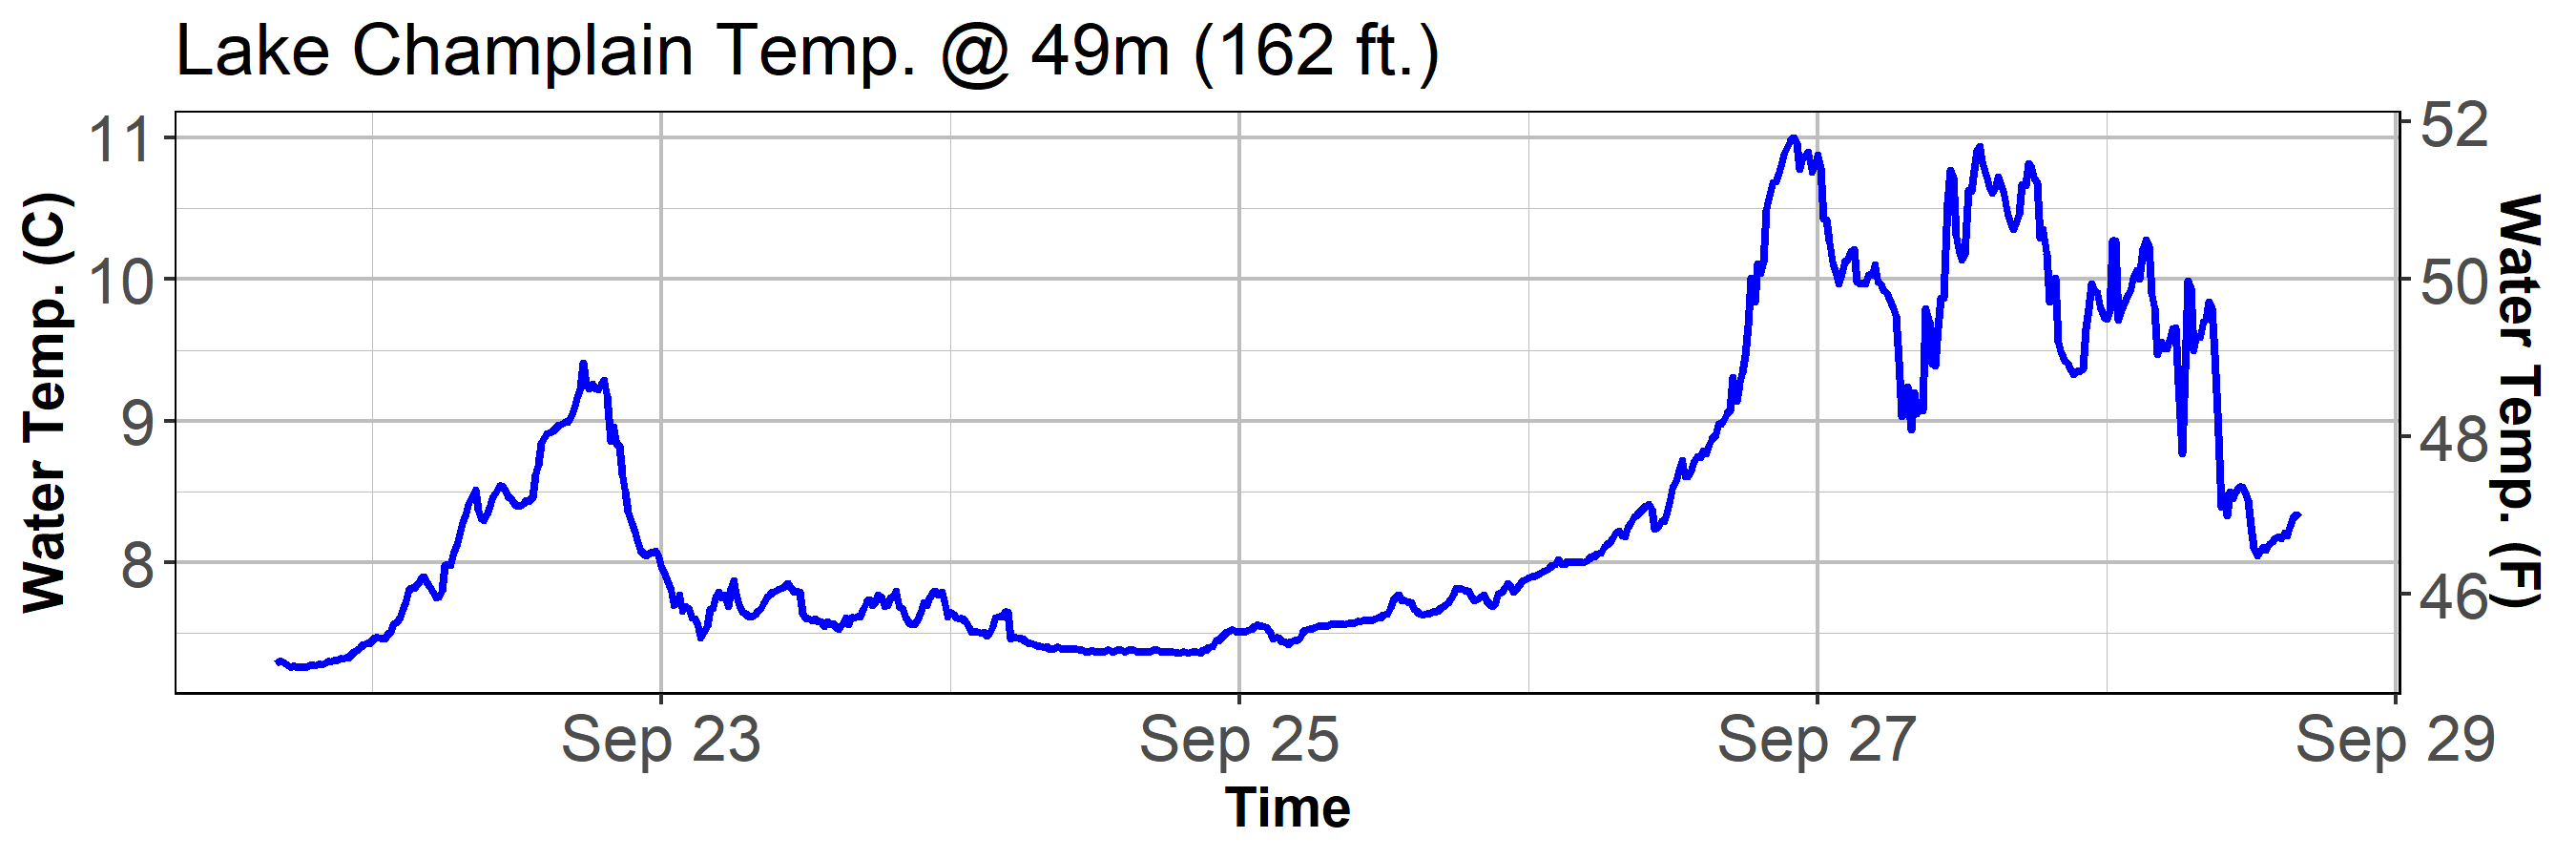 Lake Champlain Temp. @ 49m (162 ft.)
Water Temp. (C)
11
10
9
8
52
50
48
46
Water Temp. (F)
Sep 23
Sep 25
Sep 27
Sep 29
Time